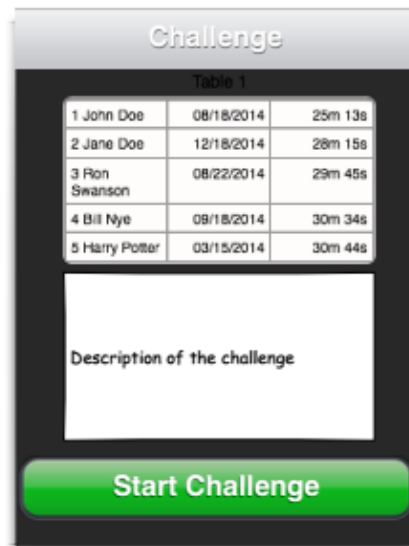 Challenge
Table 1
1 John Doe 08/18/2014 25m 13s
2 Jane Doe 12/18/2014 28m 15s
3 Ron 08/22/2014 29m 45s
Swanson
4 Bill Nye 09/18/2014 30m 34s
5 Harry Potter 03/15/2014 30m 44s
Description of the challenge
Start Challenge